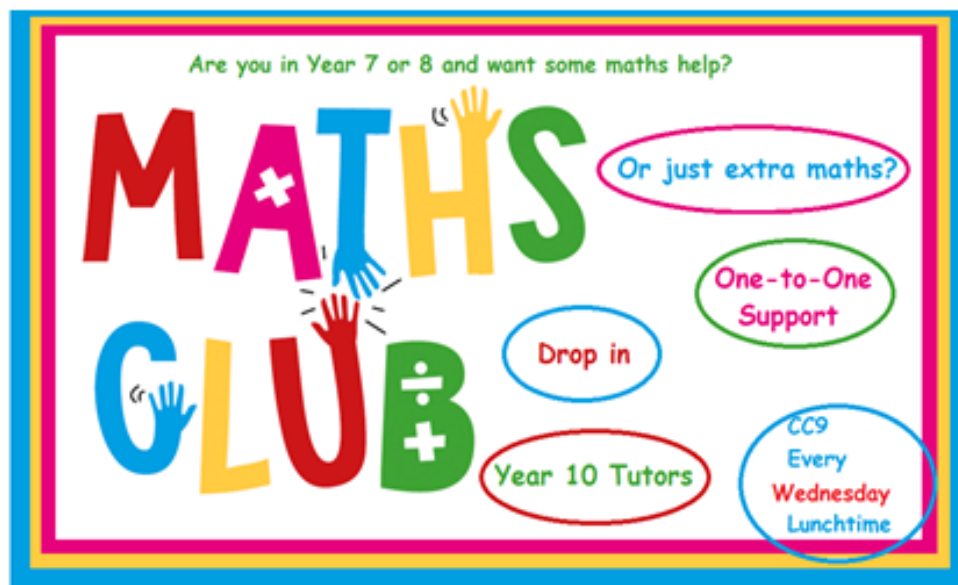 Are you in Year 7 or 8 and want some maths help?
MATHS
Or just extra maths?
One-to-One
Support
CLUB
Drop in
Year 10 Tutors
CC9
Every
Wednesday
Lunchtime